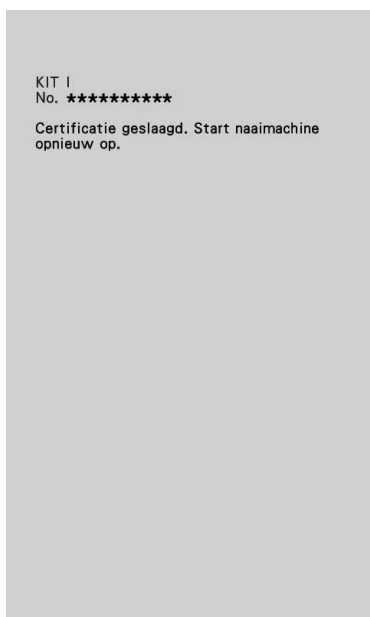 KIT I
No. **********
Certificatie geslaagd. Start naaimachine
opnieuw op.